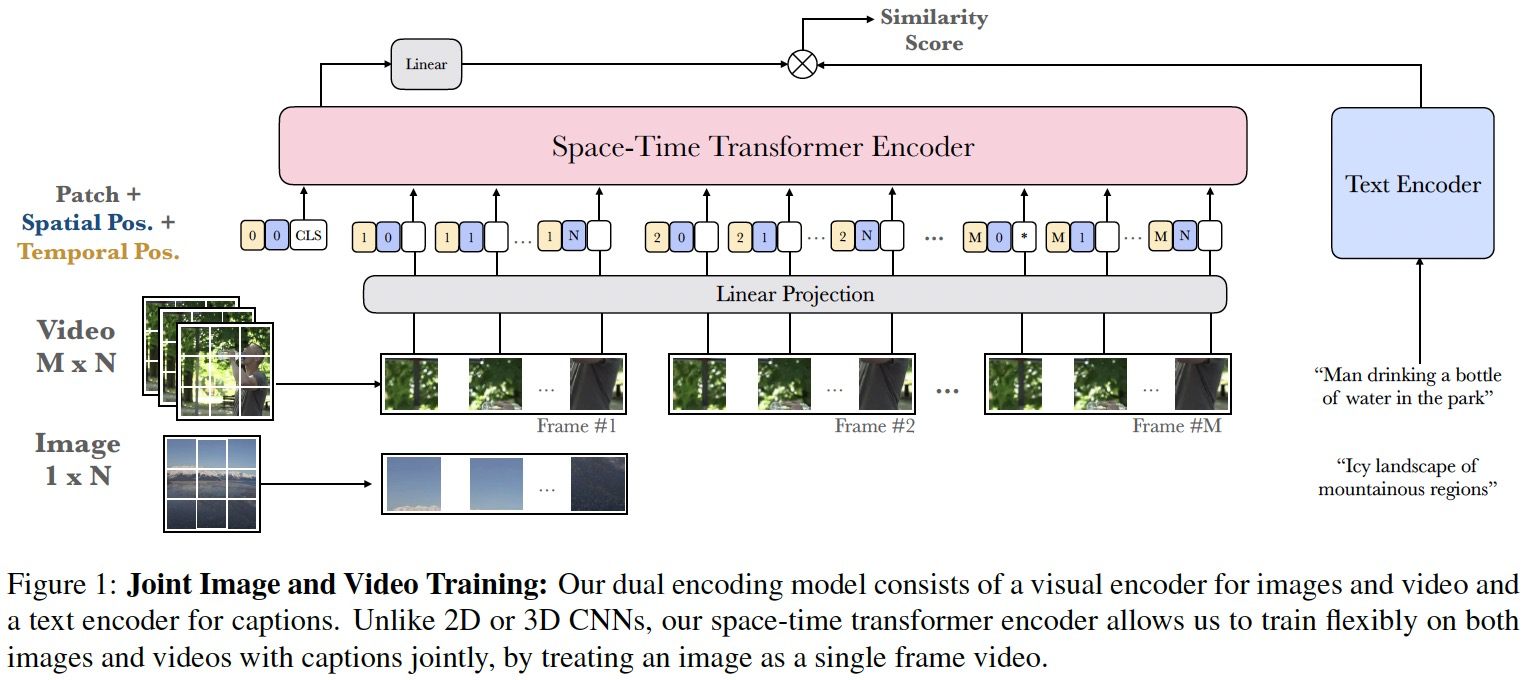 Similarity
Score
Linear
Space-Time Transformer Encoder
Text Encoder
Patch +
Spatial Pos. +
Temporal Pos.
0 0 CLS 1 0 1 1 ... 1 N 2 0 2 1 ... 2 N ... M 0 * M 1 ... M N
Linear Projection
Video
M x N
... ... ... ...
Frame #1 Frame #2 Frame #M
“Man drinking a bottle
of water in the park”
Image
1 x N
...
“Icy landscape of
mountainous regions”
Figure 1: Joint Image and Video Training: Our dual encoding model consists of a visual encoder for images and video and
a text encoder for captions. Unlike 2D or 3D CNNs, our space-time transformer encoder allows us to train flexibly on both
images and videos with captions jointly, by treating an image as a single frame video.